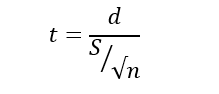 t = d / (S/√n)